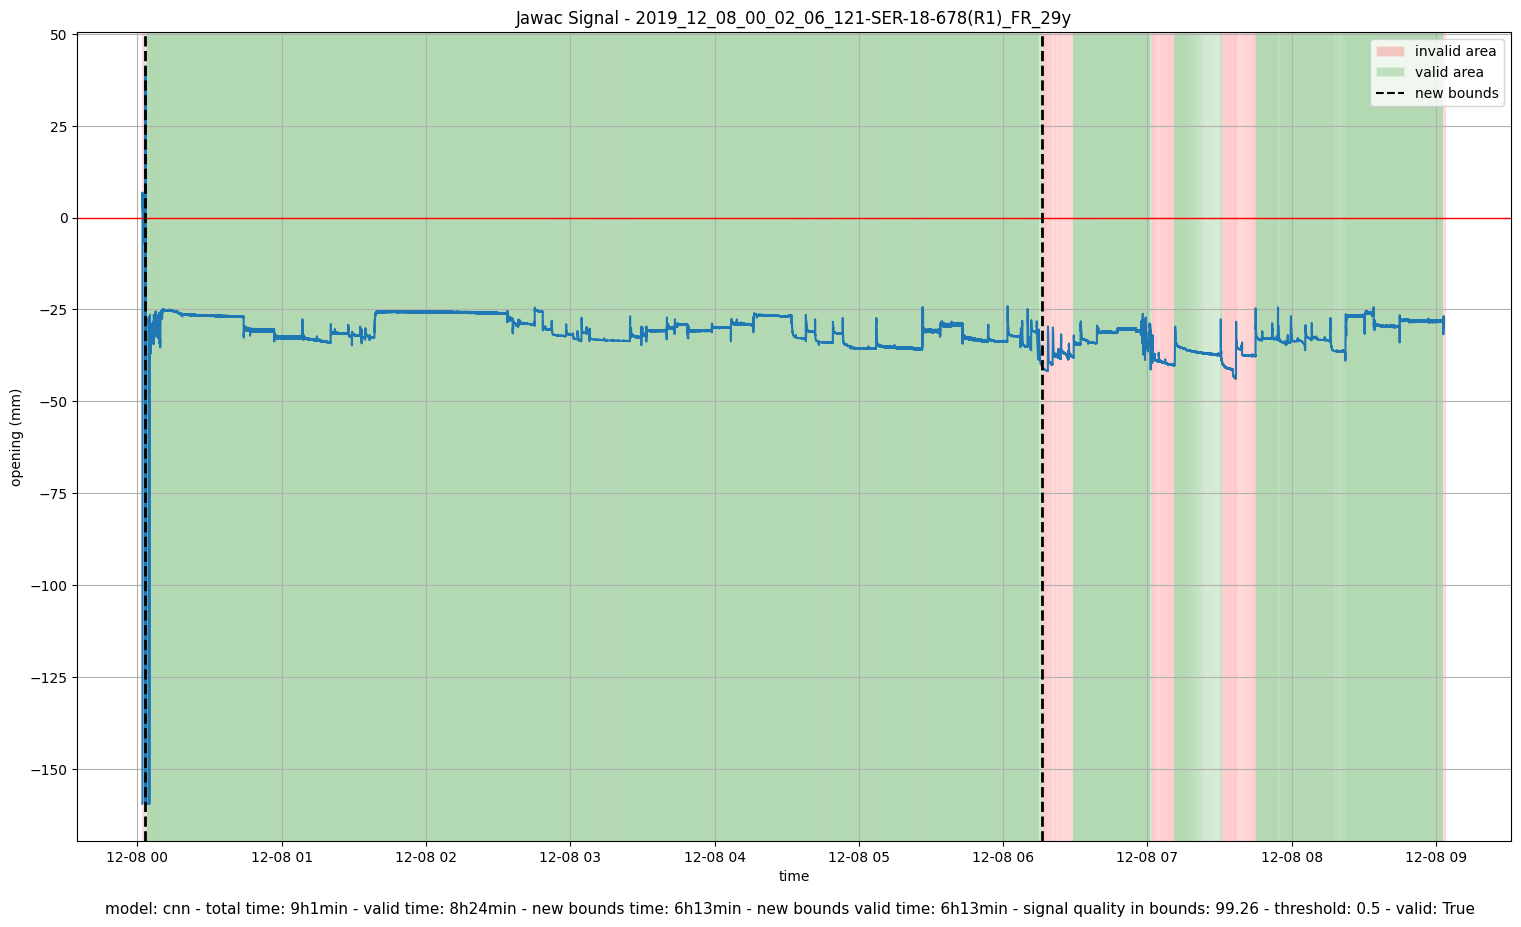 Jawac Signal - 2019_12_08_00_02_06_121-SER-18-678(R1)_FR_29y
invalid area
valid area
new bounds
50
25
0
−25
−50
−75
−100
−125
−150
opening (mm)
12-08 00
12-08 01
12-08 02
12-08 03
12-08 04
12-08 05
12-08 06
12-08 07
12-08 08
12-08 09
time
model: cnn - total time: 9h1min - valid time: 8h24min - new bounds time: 6h13min - new bounds valid time: 6h13min - signal quality in bounds: 99.26 - threshold: 0.5 - valid: True